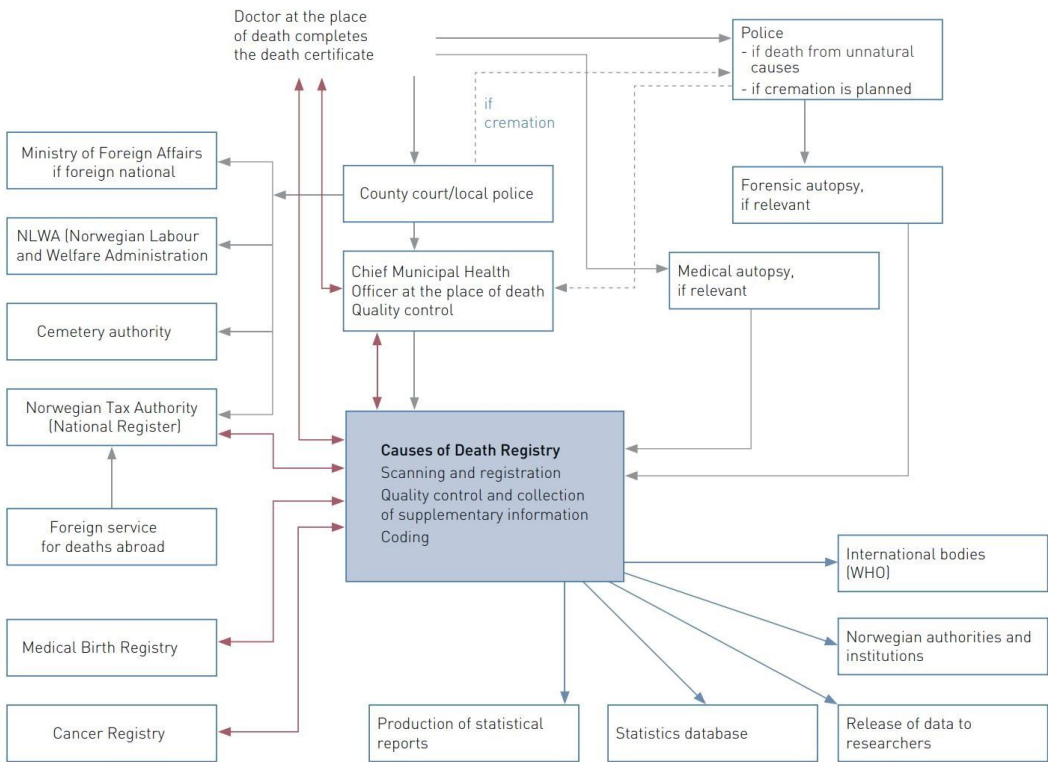 Doctor at the place
of death completes
the death certificate
Police
- if death from unnatural
causes
- if cremation is planned
if
cremation
Ministry of Foreign Affairs
if foreign national
County court/local police
Forensic autopsy,
if relevant
NLWA (Norwegian Labour
and Welfare Administration
Chief Municipal Health
Officer at the place of death
Quality control
Medical autopsy,
if relevant
Cemetery authority
Norwegian Tax Authority
(National Register)
Causes of Death Registry
Scanning and registration
Quality control and collection
of supplementary information
Coding
Foreign service
for deaths abroad
International bodies
(WHO)
Medical Birth Registry
Norwegian authorities and
institutions
Cancer Registry
Production of statistical
reports
Statistics database
Release of data to
researchers